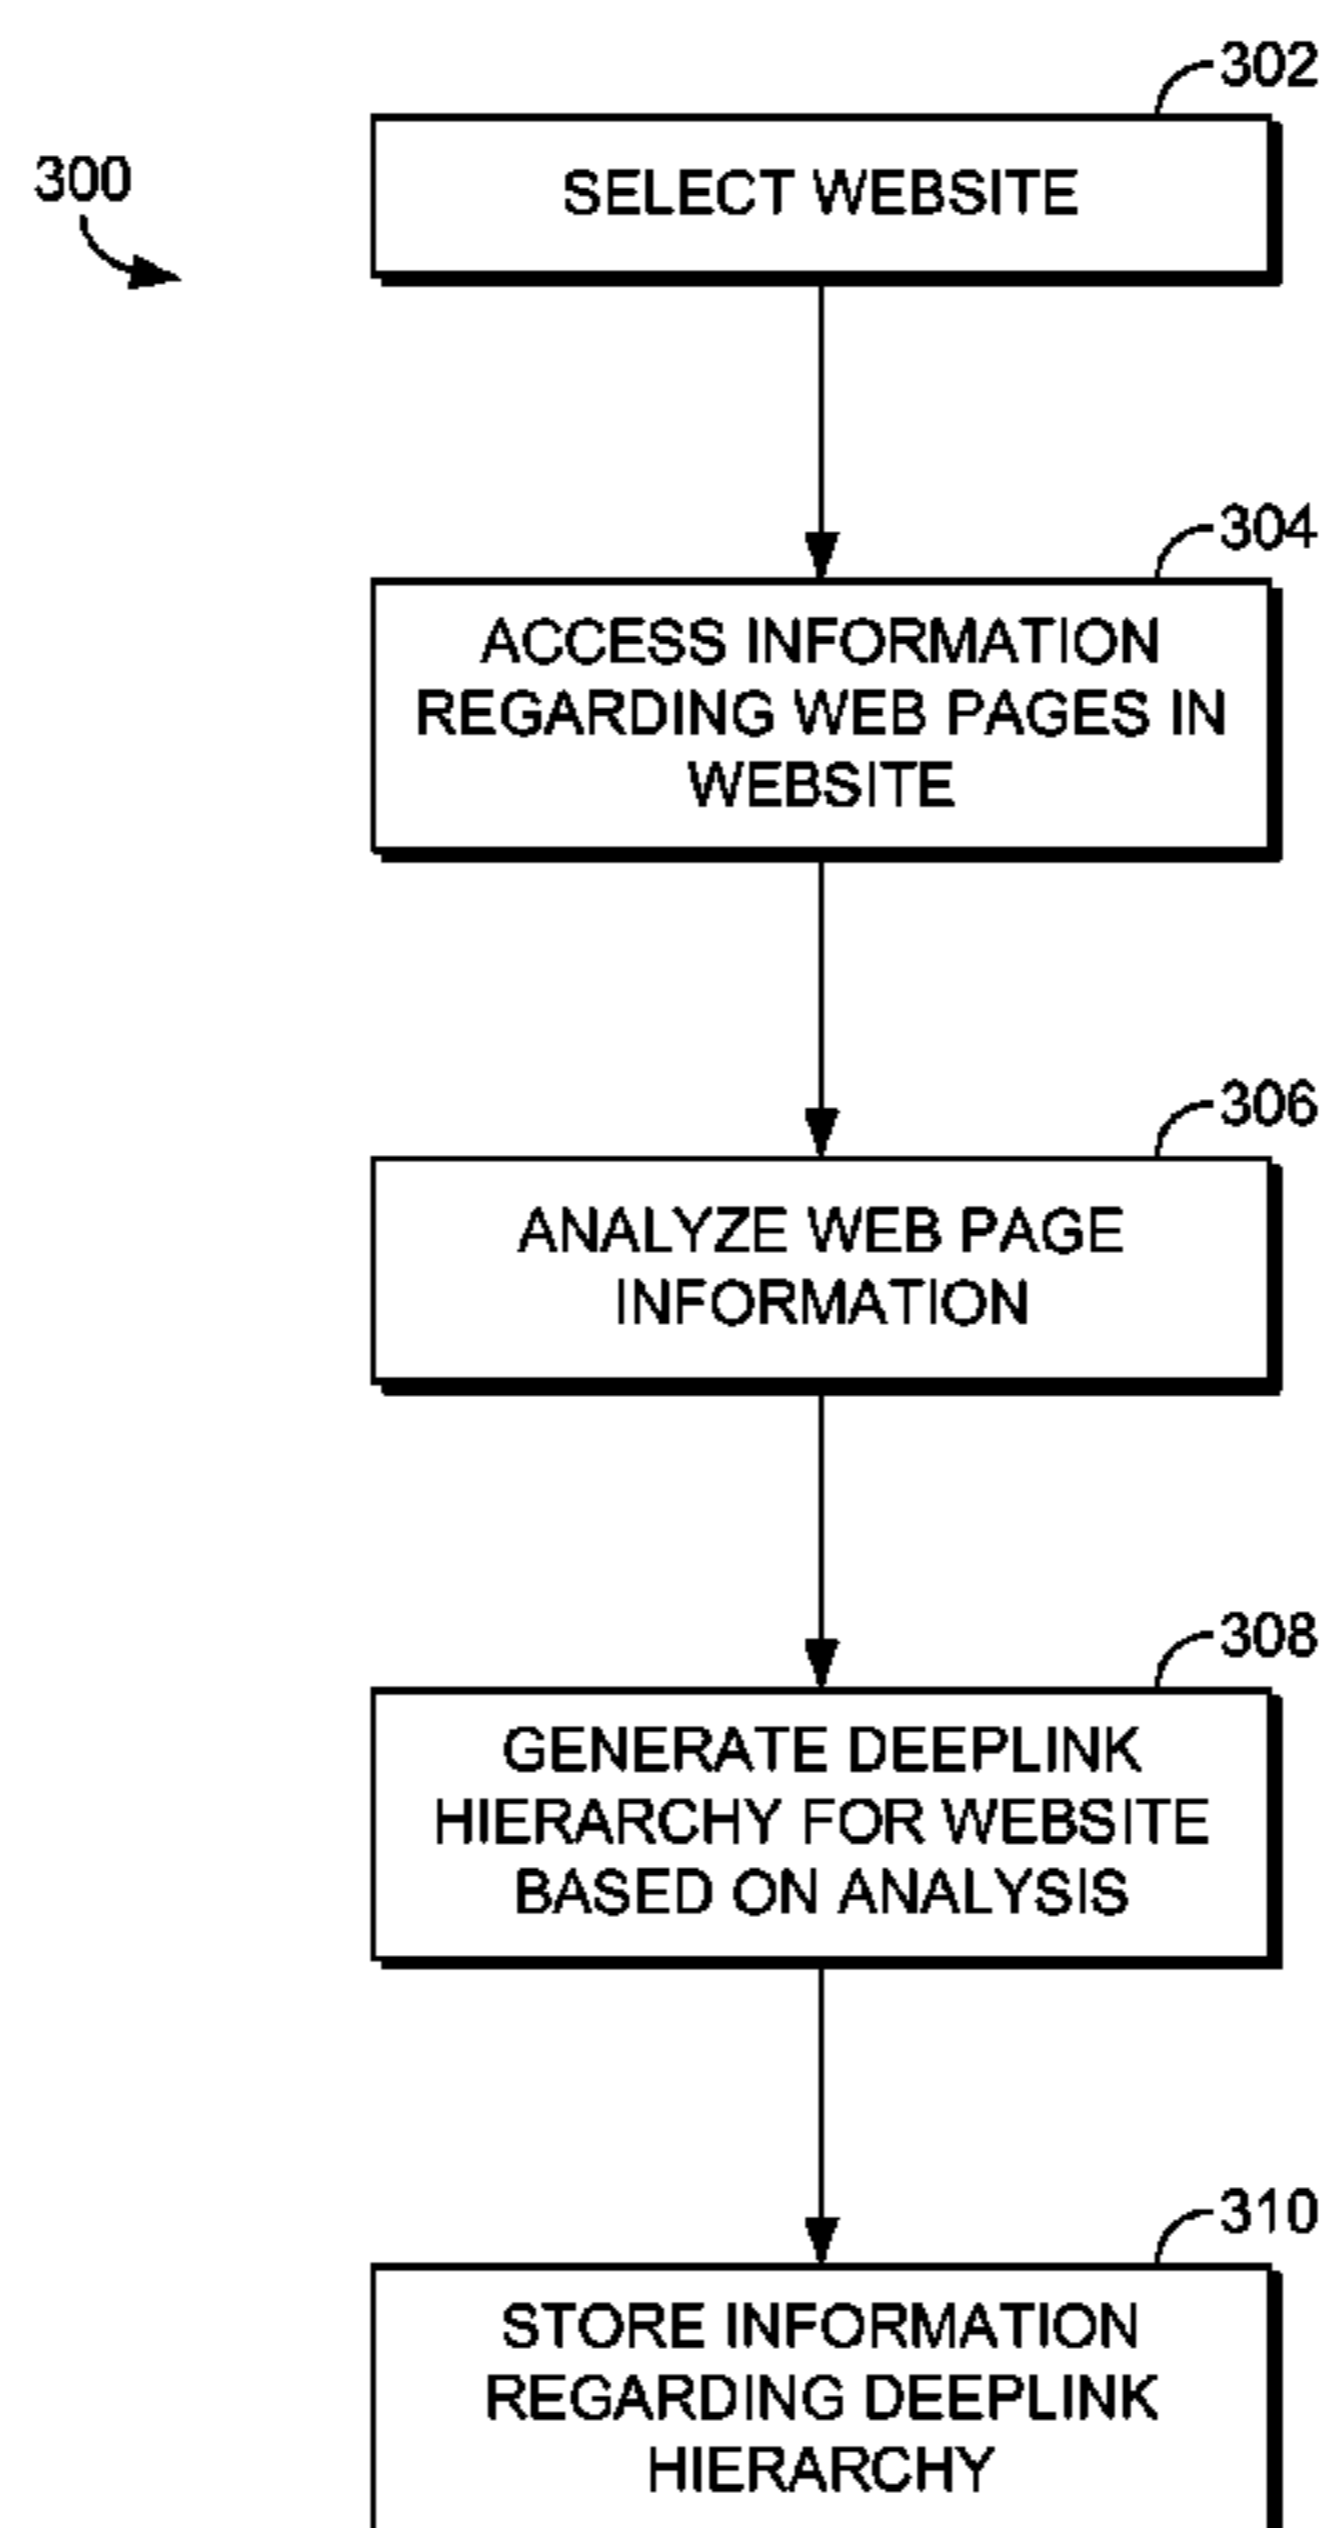 302
300
SELECT WEBSITE
304
ACCESS INFORMATION
REGARDING WEB PAGES IN
WEBSITE
306
ANALYZE WEB PAGE
INFORMATION
308
GENERATE DEEPLINK
HIERARCHY FOR WEBSITE
BASED ON ANALYSIS
310
STORE INFORMATION
REGARDING DEEPLINK
HIERARCHY